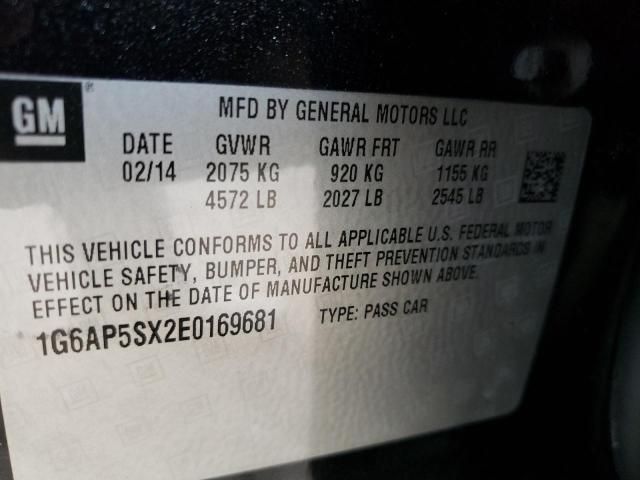 GM
MFD BY GENERAL MOTORS LLC
DATE GVWR GAWR FRT GAWR RR
02/14 2075 KG 920 KG 1155 KG
4572 LB 2027 LB 2545 LB
THIS VEHICLE CONFORMS TO ALL APPLICABLE U.S. FEDERAL MOTOR
VEHICLE SAFETY, BUMPER, AND THEFT PREVENTION STANDARDS IN
EFFECT ON THE DATE OF MANUFACTURE SHOWN ABOVE.
1G6AP5SX2E0169681 TYPE: PASS CAR